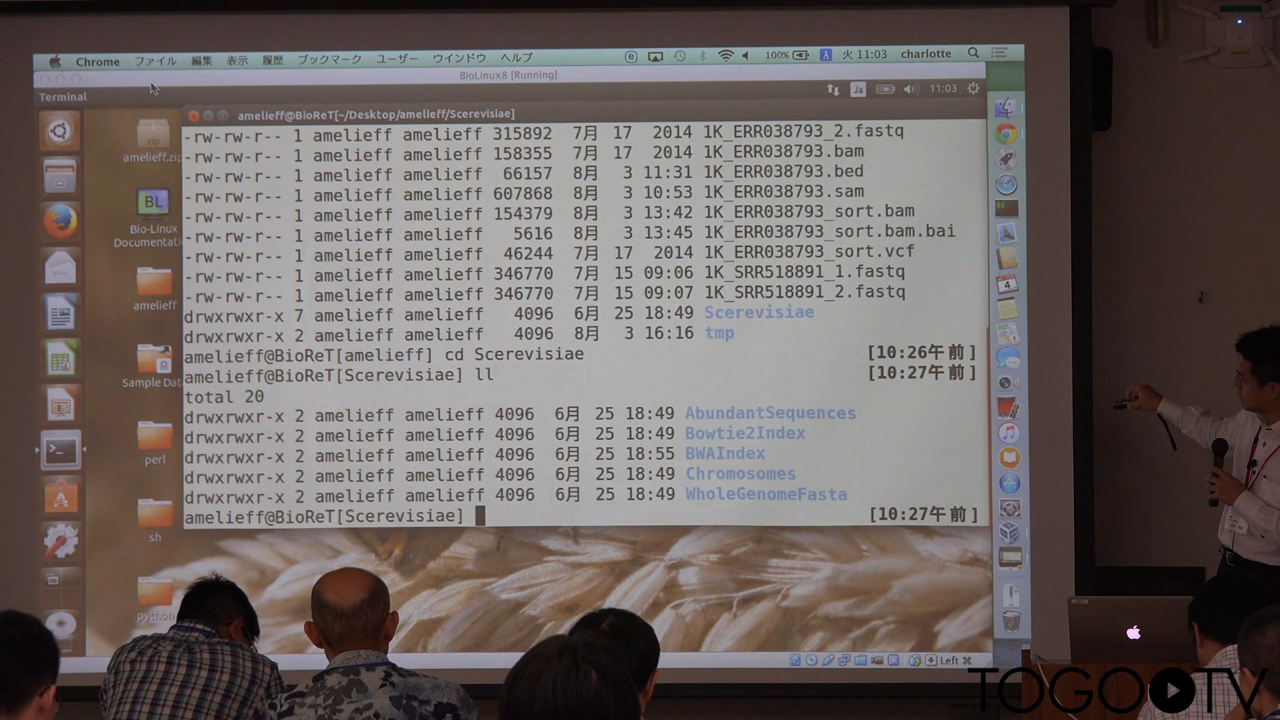 Chrome ファイル 編集 表示 履歴 ブックマーク ユーザー ウインドウ ヘルプ 100% A 火 11:03 charlotte
BioLinux8 [Running]
Terminal Ja 11:03
amelieff@BioReT[~/Desktop/amelieff/Scerevisiae]
-rw-rw-r-- 1 amelieff amelieff 315892 7月 17 2014 1K_ERR038793_2.fastq
-rw-rw-r-- 1 amelieff amelieff 158355 7月 17 2014 1K_ERR038793.bam
-rw-rw-r-- 1 amelieff amelieff 66157 8月 3 11:31 1K_ERR038793.bed
-rw-rw-r-- 1 amelieff amelieff 607868 8月 3 10:53 1K_ERR038793.sam
-rw-rw-r-- 1 amelieff amelieff 154379 8月 3 13:42 1K_ERR038793_sort.bam
-rw-rw-r-- 1 amelieff amelieff 5616 8月 3 13:45 1K_ERR038793_sort.bam.bai
-rw-rw-r-- 1 amelieff amelieff 46244 7月 17 2014 1K_ERR038793_sort.vcf
-rw-rw-r-- 1 amelieff amelieff 346770 7月 15 09:06 1K_SRR518891_1.fastq
-rw-rw-r-- 1 amelieff amelieff 346770 7月 15 09:07 1K_SRR518891_2.fastq
drwxrwxr-x 7 amelieff amelieff 4096 6月 25 18:49 Scerevisiae
drwxrwxr-x 2 amelieff amelieff 4096 8月 3 16:16 tmp
amelieff@BioReT[amelieff] cd Scerevisiae [10:26午前]
amelieff@BioReT[Scerevisiae] ll [10:27午前]
total 20
drwxrwxr-x 2 amelieff amelieff 4096 6月 25 18:49 AbundantSequences
drwxrwxr-x 2 amelieff amelieff 4096 6月 25 18:49 Bowtie2Index
drwxrwxr-x 2 amelieff amelieff 4096 6月 25 18:55 BWAIndex
drwxrwxr-x 2 amelieff amelieff 4096 6月 25 18:49 Chromosomes
drwxrwxr-x 2 amelieff amelieff 4096 6月 25 18:49 WholeGenomeFasta
amelieff@BioReT[Scerevisiae] [10:27午前]
zip
amelieff.zip
BL
Bio-Linux
Documentati
amelieff
Sample Dat
perl
sh
python
4
Left ⌘
TOGO TV